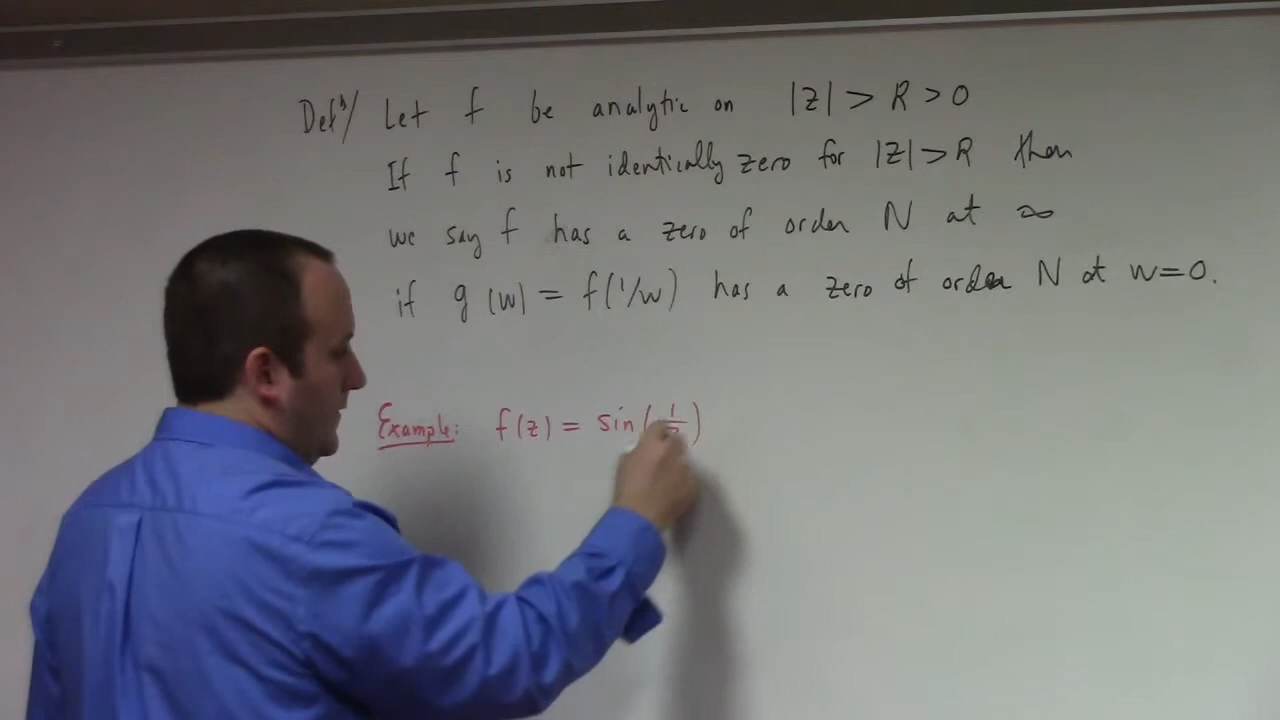 Defⁿ/ Let f be analytic on |z| > R > 0
If f is not identically zero for |z| > R then
we say f has a zero of order N at ∞
if g(w) = f(1/w) has a zero of order N at w=0.
Example: f(z) = sin(1/z)